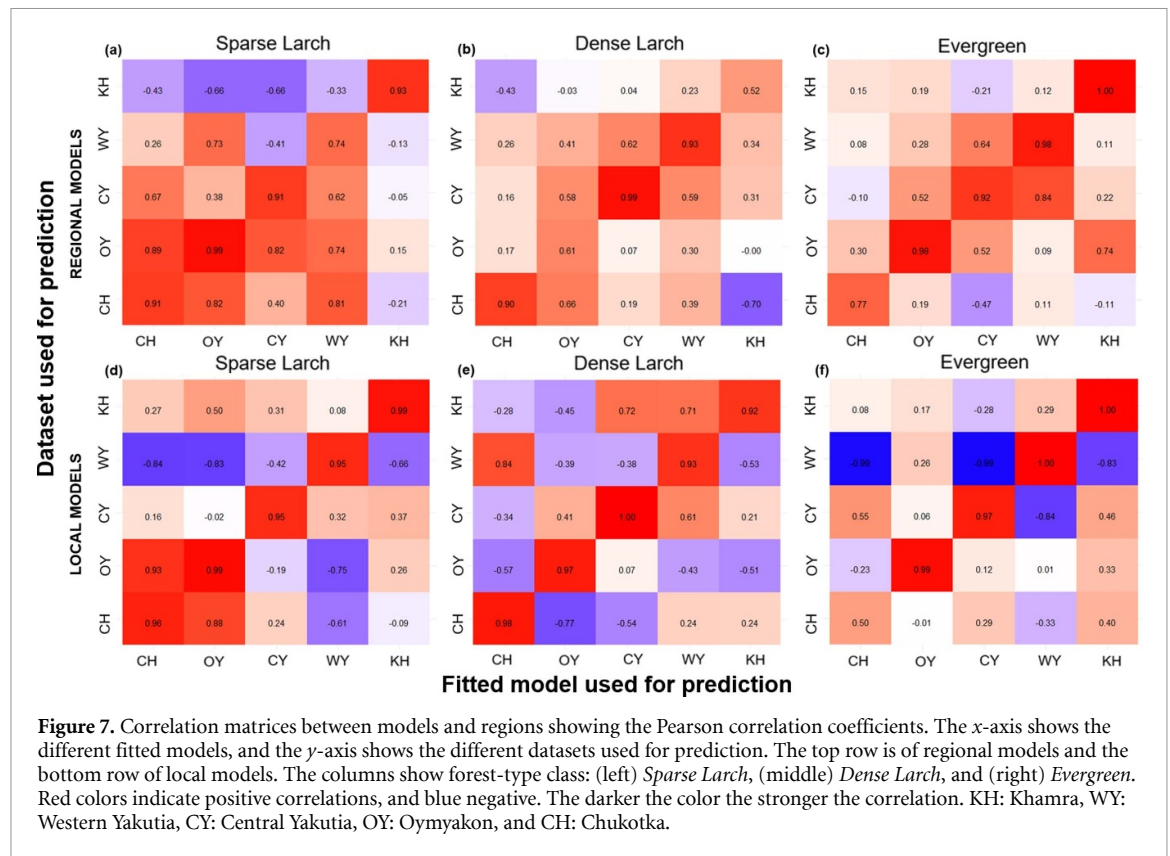 (a) Sparse Larch (b) Dense Larch (c) Evergreen
KH -0.43 -0.66 -0.66 -0.33 0.93 KH -0.43 -0.03 0.04 0.23 0.52 KH 0.15 0.19 -0.21 0.12 1.00
WY 0.26 0.73 -0.41 0.74 -0.13 WY 0.26 0.41 0.62 0.93 0.34 WY 0.08 0.28 0.64 0.98 0.11
CY 0.67 0.38 0.91 0.62 -0.05 CY 0.16 0.58 0.99 0.59 0.31 CY -0.10 0.52 0.92 0.84 0.22
OY 0.89 0.99 0.82 0.74 0.15 OY 0.17 0.61 0.07 0.30 -0.00 OY 0.30 0.98 0.52 0.09 0.74
CH 0.91 0.82 0.40 0.81 -0.21 CH 0.90 0.66 0.19 0.39 -0.70 CH 0.77 0.19 -0.47 0.11 -0.11
CH OY CY WY KH CH OY CY WY KH CH OY CY WY KH
REGIONAL MODELS
Dataset used for prediction
(d) Sparse Larch (e) Dense Larch (f) Evergreen
KH 0.27 0.50 0.31 0.08 0.99 KH -0.28 -0.45 0.72 0.71 0.92 KH 0.08 0.17 -0.28 0.29 1.00
WY -0.84 -0.83 -0.42 0.95 -0.66 WY 0.84 -0.39 -0.38 0.93 -0.53 WY -0.99 0.26 -0.99 1.00 -0.83
CY 0.16 -0.02 0.95 0.32 0.37 CY -0.34 0.41 1.00 0.61 0.21 CY 0.55 0.06 0.97 -0.84 0.46
OY 0.93 0.99 -0.19 -0.75 0.26 OY -0.57 0.97 0.07 -0.43 -0.51 OY -0.23 0.99 0.12 0.01 0.33
CH 0.96 0.88 0.24 -0.61 -0.09 CH 0.98 -0.77 -0.54 0.24 0.24 CH 0.50 -0.01 0.29 -0.33 0.40
CH OY CY WY KH CH OY CY WY KH CH OY CY WY KH
LOCAL MODELS
Fitted model used for prediction
Figure 7. Correlation matrices between models and regions showing the Pearson correlation coefficients. The x-axis shows the
different fitted models, and the y-axis shows the different datasets used for prediction. The top row is of regional models and the
bottom row of local models. The columns show forest-type class: (left) Sparse Larch, (middle) Dense Larch, and (right) Evergreen.
Red colors indicate positive correlations, and blue negative. The darker the color the stronger the correlation. KH: Khamra, WY:
Western Yakutia, CY: Central Yakutia, OY: Oymyakon, and CH: Chukotka.